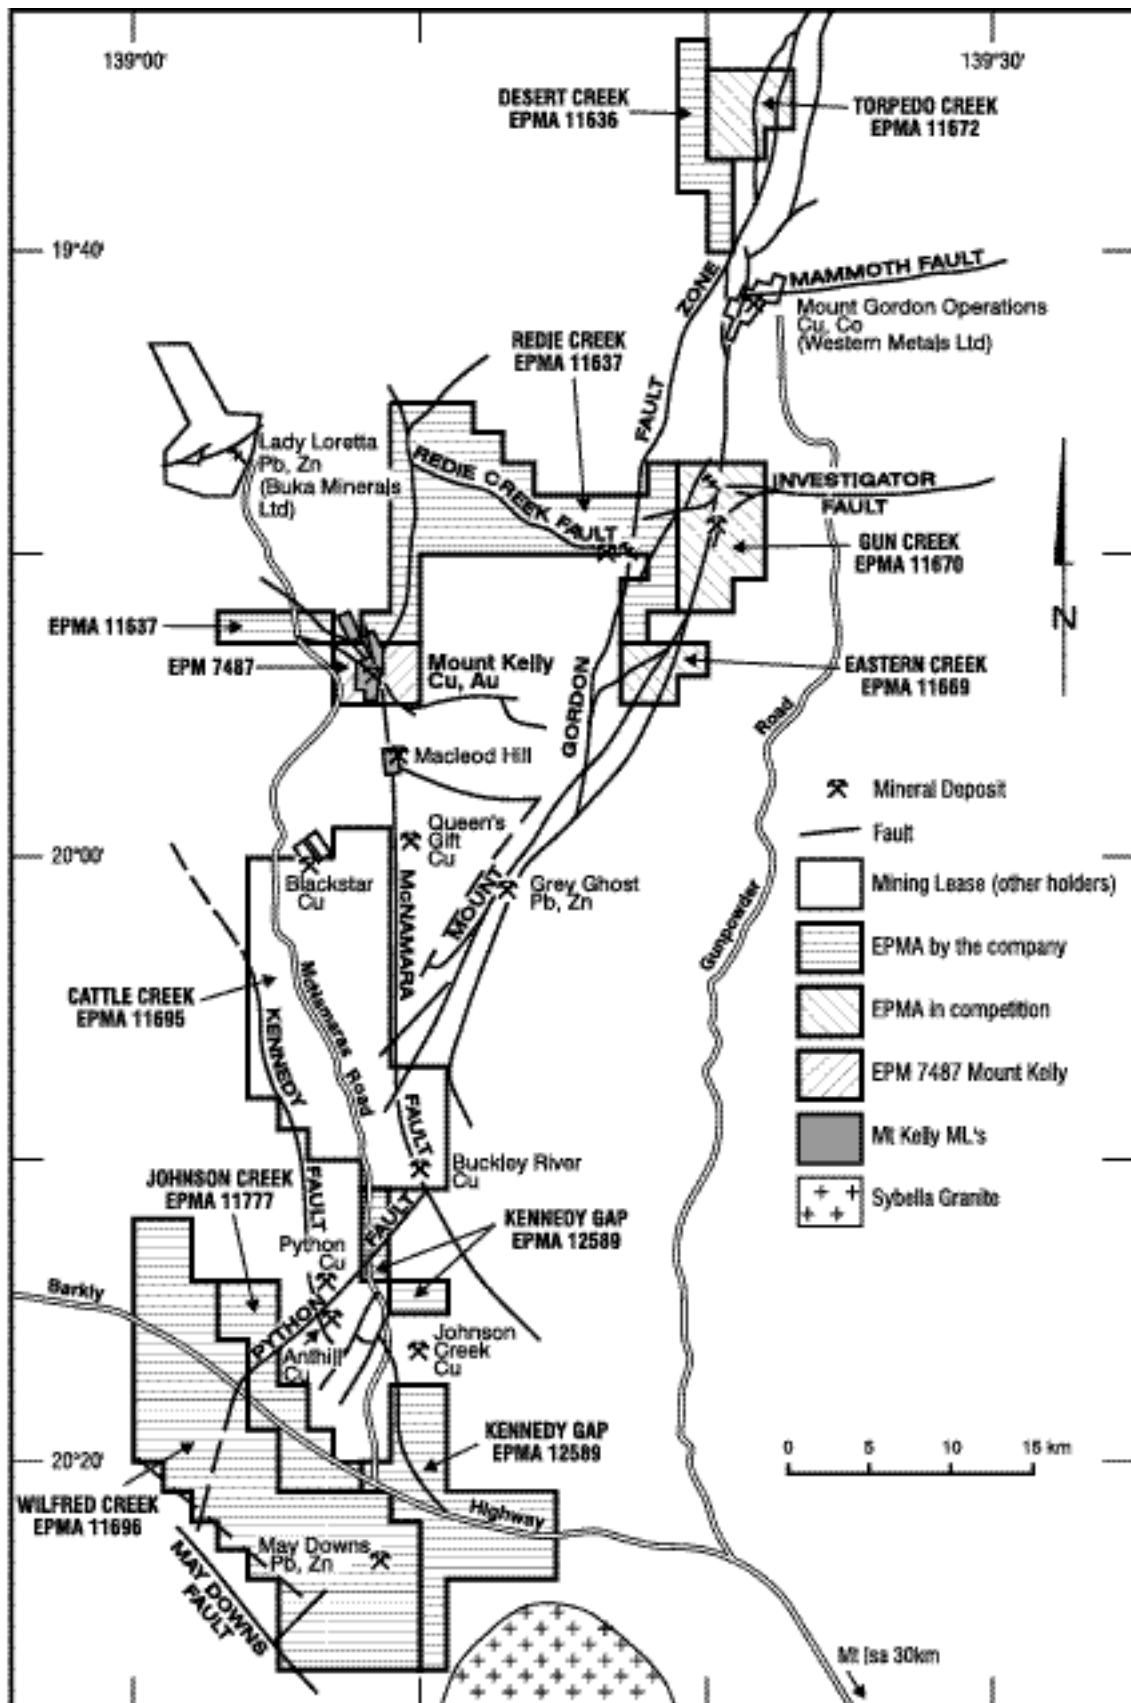 139°00'
139°30'
DESERT CREEK
EPMA 11636
TORPEDO CREEK
EPMA 11672
19°40'
ZONE
MAMMOTH FAULT
Mount Gordon Operations
Cu, Co
(Western Metals Ltd)
REDIE CREEK
EPMA 11637
FAULT
Lady Loretta
Pb, Zn
(Buka Minerals
Ltd)
REDIE CREEK FAULT
INVESTIGATOR
FAULT
GUN CREEK
EPMA 11670
N
EPMA 11637
EPM 7487
Mount Kelly
Cu, Au
EASTERN CREEK
EPMA 11669
GORDON
Road
Macleod Hill
Mineral Deposit
Queen's
Gift
Cu
Fault
20°00'
Blackstar
Cu
McNAMARA
MOUNT
Grey Ghost
Pb, Zn
Mining Lease (other holders)
Gunpowder
EPMA by the company
CATTLE CREEK
EPMA 11695
KENNEDY
McNamaras Road
EPMA in competition
EPM 7487 Mount Kelly
FAULT
Mt Kelly ML's
JOHNSON CREEK
EPMA 11777
FAULT
Buckley River
Cu
Sybella Granite
FAULT
KENNEDY GAP
EPMA 12589
Python
Cu
Barkly
PYTHON
Anthill
Cu
Johnson
Creek
Cu
KENNEDY GAP
EPMA 12589
0 5 10 15 km
20°20'
WILFRED CREEK
EPMA 11696
Highway
May Downs
Pb, Zn
MAY DOWNS
FAULT
Mt Isa 30km